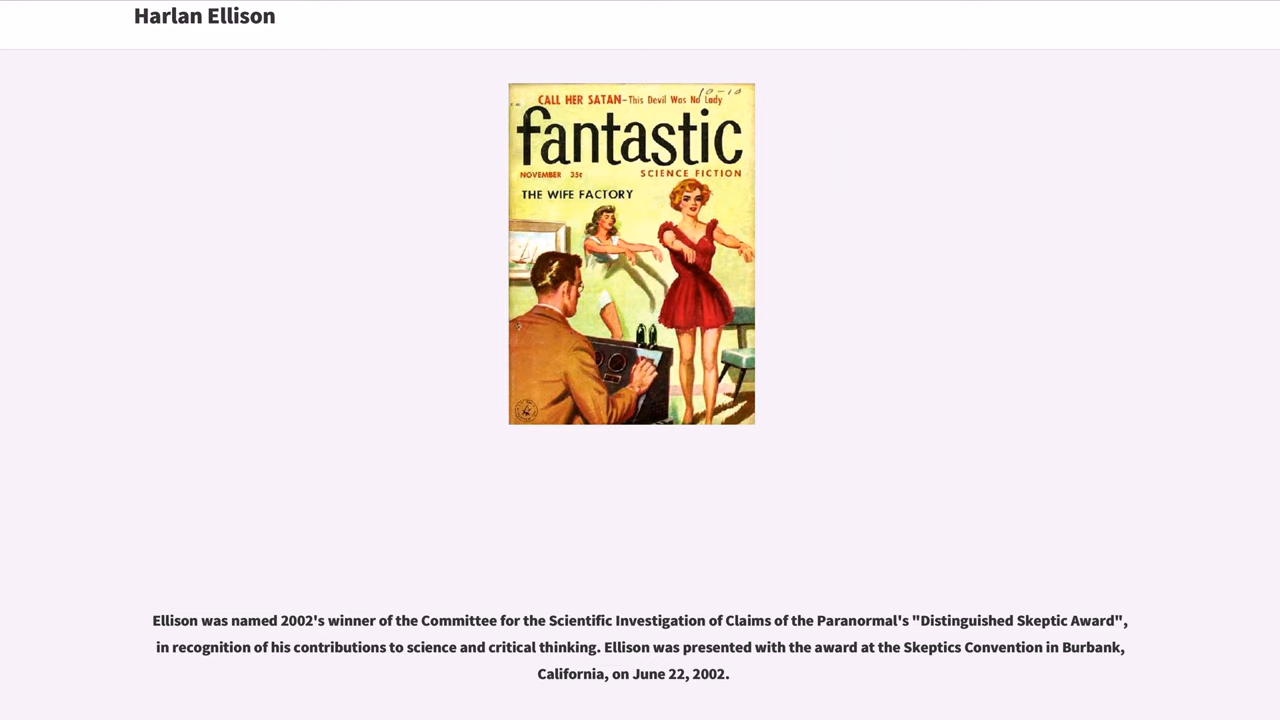 Harlan Ellison
10-10
CALL HER SATAN-This Devil Was No Lady
fantastic
NOVEMBER 35¢
SCIENCE FICTION
THE WIFE FACTORY
Ellison was named 2002's winner of the Committee for the Scientific Investigation of Claims of the Paranormal's "Distinguished Skeptic Award",
in recognition of his contributions to science and critical thinking. Ellison was presented with the award at the Skeptics Convention in Burbank,
California, on June 22, 2002.